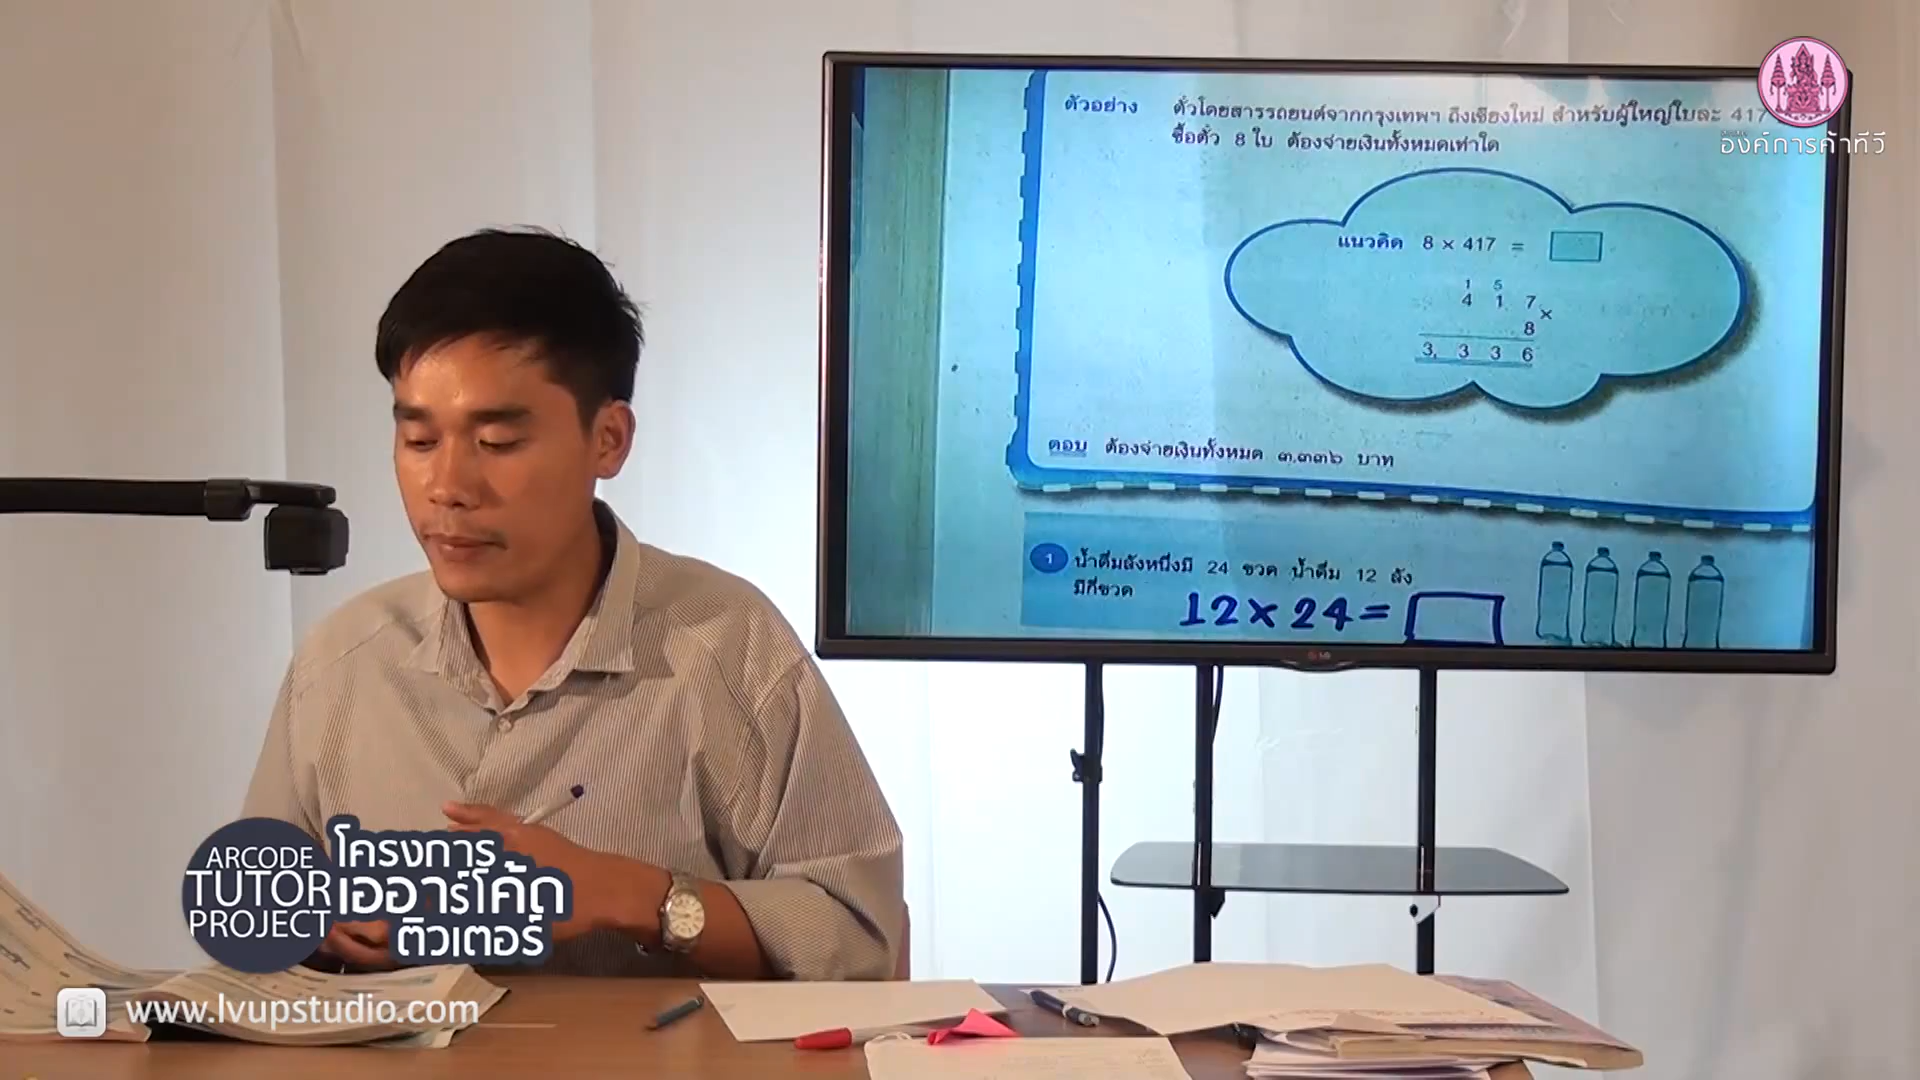 ตัวอย่าง ตั๋วโดยสารรถยนต์จากกรุงเทพฯ ถึงเชียงใหม่ สำหรับผู้ใหญ่ใบละ 417
ซื้อตั๋ว 8 ใบ ต้องจ่ายเงินทั้งหมดเท่าใด
องค์การค้าทีวี
แนวคิด 8 × 417 =
1 5
4 1 7
×
8
3, 3 3 6
ตอบ ต้องจ่ายเงินทั้งหมด ๓,๓๓๖ บาท
1 น้ำดื่มลังหนึ่งมี 24 ขวด น้ำดื่ม 12 ลัง
มีกี่ขวด
12 × 24 =
LG
ARCODE
TUTOR
PROJECT
โครงการ
เออาร์โค้ด
ติวเตอร์
www.lvupstudio.com